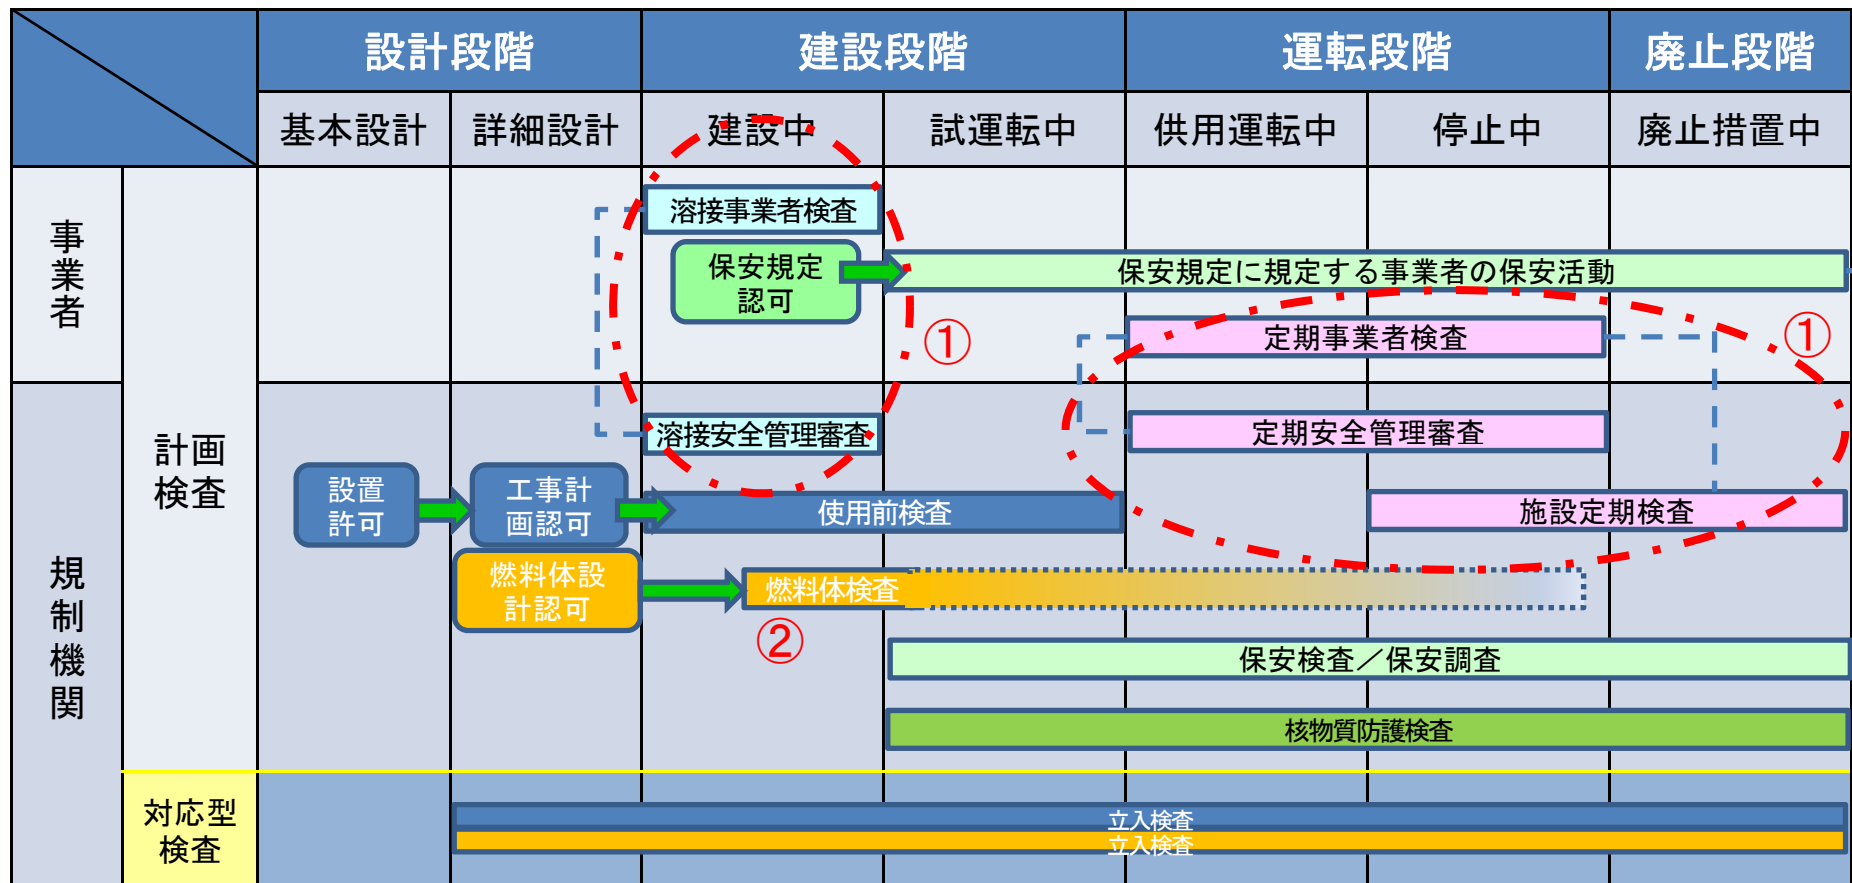 設計段階
建設段階
運転段階
廃止段階
基本設計
詳細設計
建設中
試運転中
供用運転中
停止中
廃止措置中
事業者
計画
検査
溶接事業者検査
保安規定
認可
保安規定に規定する事業者の保安活動
①
定期事業者検査
①
規制機関
溶接安全管理審査
定期安全管理審査
設置
許可
工事計
画認可
使用前検査
施設定期検査
燃料体設
計認可
燃料体検査
②
保安検査／保安調査
核物質防護検査
対応型
検査
立入検査
立入検査